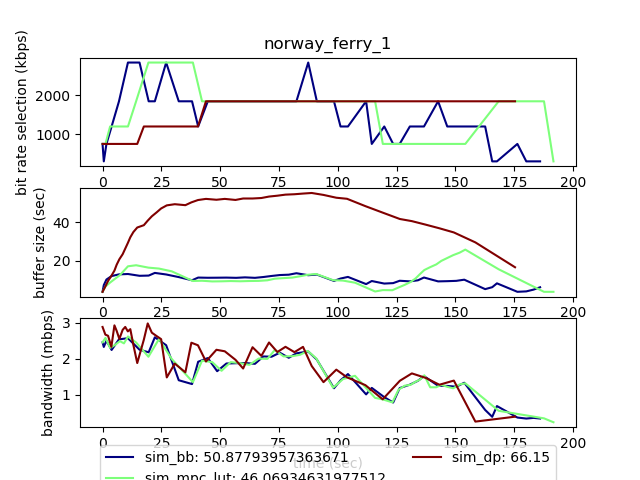 norway_ferry_1
bit rate selection (kbps)
2000
1000
0 25 50 75 100 125 150 175 200
buffer size (sec)
40
20
0 25 50 75 100 125 150 175 200
bandwidth (mbps)
3
2
1
0 25 50 75 100 125 150 175 200
time (sec)
sim_bb: 50.87793957363671 sim_dp: 66.15
sim_mpc_lut: 46.06934631977512